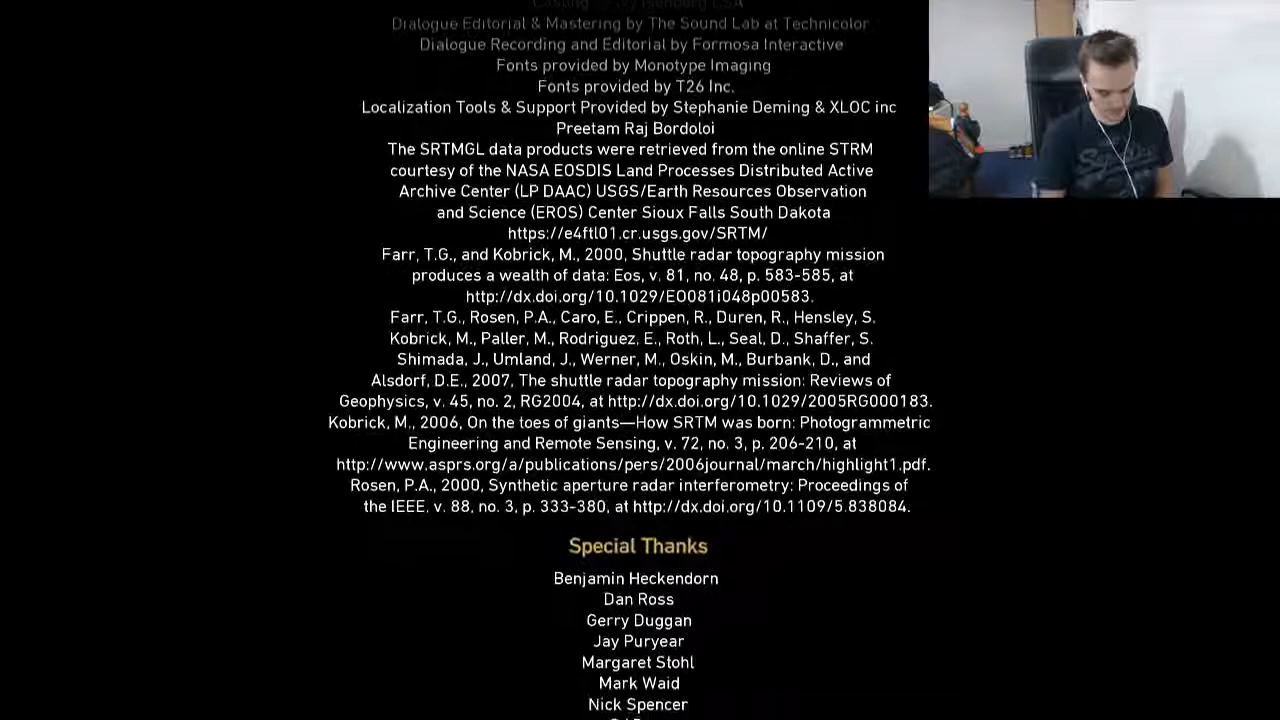 Dialogue Editorial & Mastering by The Sound Lab at Technicolor
Dialogue Recording and Editorial by Formosa Interactive
Fonts provided by Monotype Imaging
Fonts provided by T26 Inc.
Localization Tools & Support Provided by Stephanie Deming & XLOC inc
Preetam Raj Bordoloi
The SRTMGL data products were retrieved from the online STRM
courtesy of the NASA EOSDIS Land Processes Distributed Active
Archive Center (LP DAAC) USGS/Earth Resources Observation
and Science (EROS) Center Sioux Falls South Dakota
https://e4ftl01.cr.usgs.gov/SRTM/
Farr, T.G., and Kobrick, M., 2000, Shuttle radar topography mission
produces a wealth of data: Eos, v. 81, no. 48, p. 583-585, at
http://dx.doi.org/10.1029/EO081i048p00583.
Farr, T.G., Rosen, P.A., Caro, E., Crippen, R., Duren, R., Hensley, S.
Kobrick, M., Paller, M., Rodriguez, E., Roth, L., Seal, D., Shaffer, S.
Shimada, J., Umland, J., Werner, M., Oskin, M., Burbank, D., and
Alsdorf, D.E., 2007, The shuttle radar topography mission: Reviews of
Geophysics, v. 45, no. 2, RG2004, at http://dx.doi.org/10.1029/2005RG000183.
Kobrick, M., 2006, On the toes of giants—How SRTM was born: Photogrammetric
Engineering and Remote Sensing, v. 72, no. 3, p. 206-210, at
http://www.asprs.org/a/publications/pers/2006journal/march/highlight1.pdf.
Rosen, P.A., 2000, Synthetic aperture radar interferometry: Proceedings of
the IEEE, v. 88, no. 3, p. 333-380, at http://dx.doi.org/10.1109/5.838084.
Special Thanks
Benjamin Heckendorn
Dan Ross
Gerry Duggan
Jay Puryear
Margaret Stohl
Mark Waid
Nick Spencer